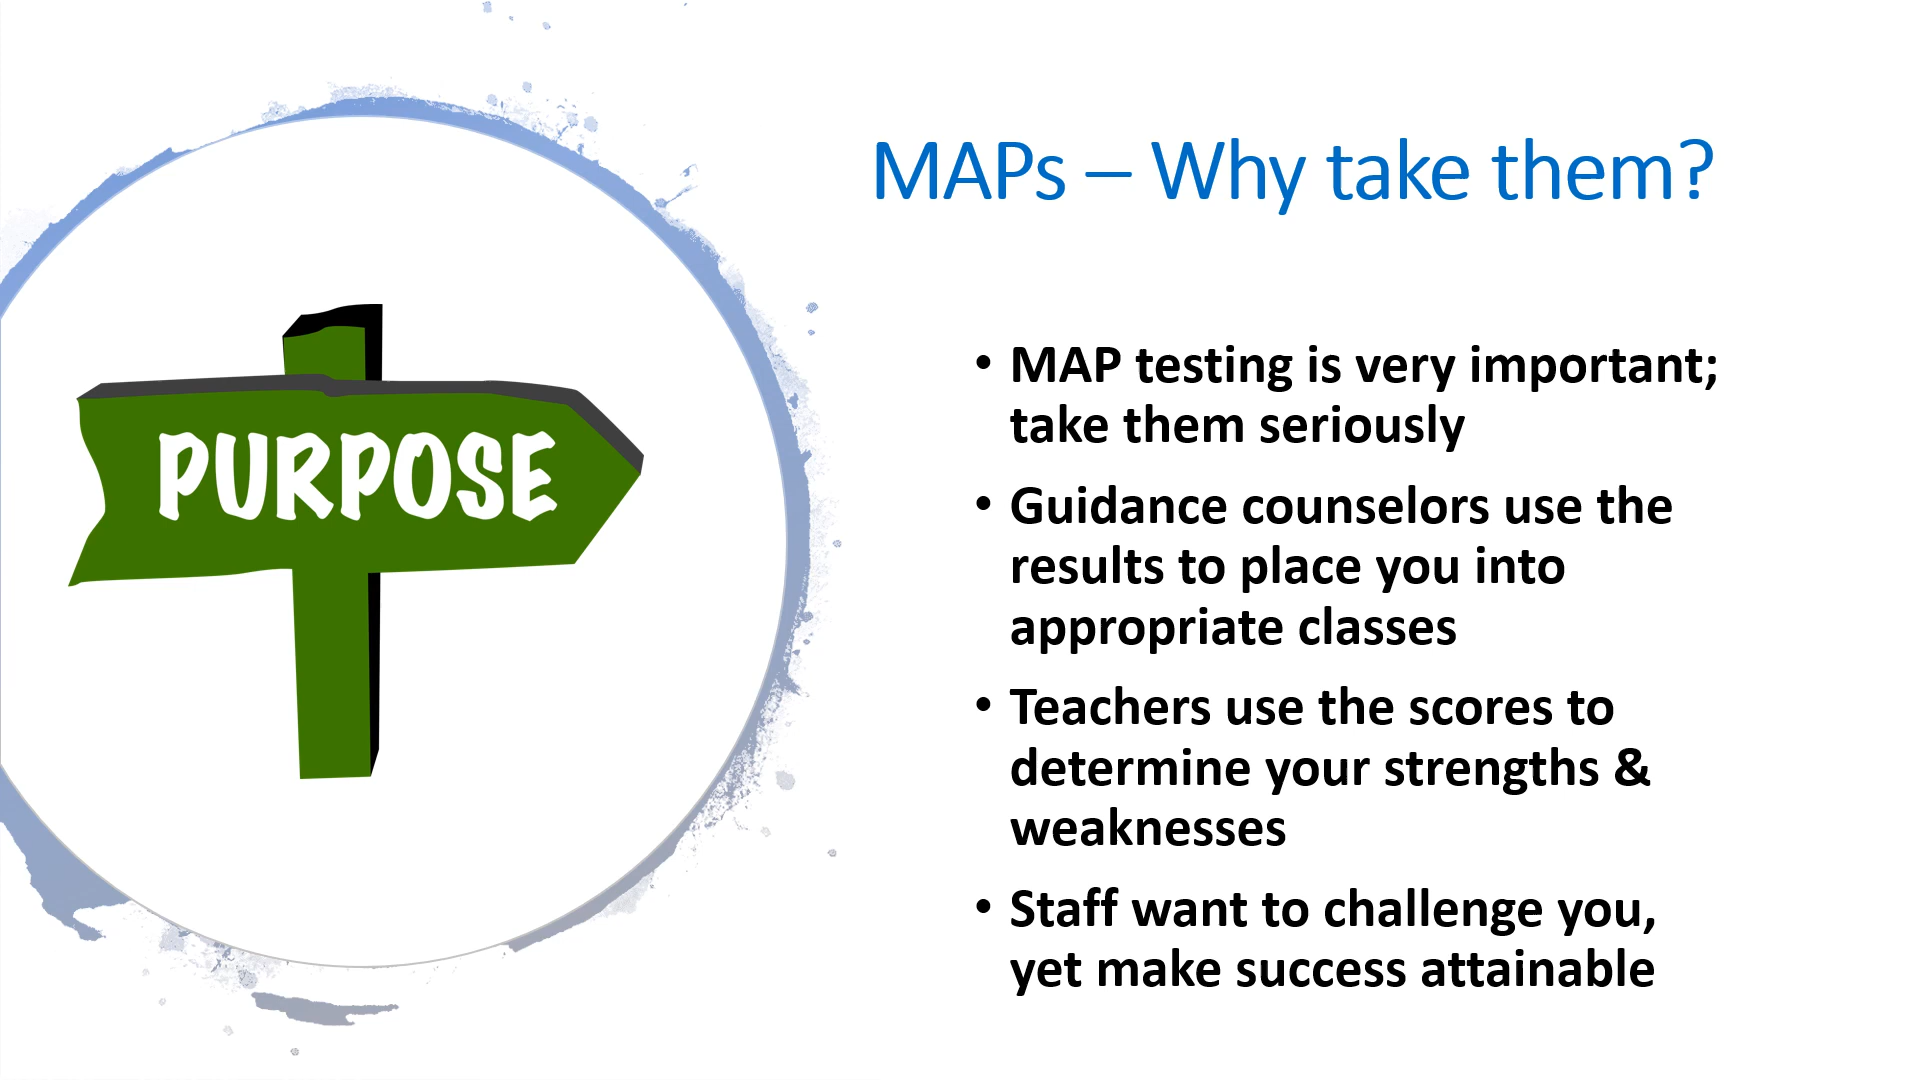 MAPs – Why take them?
PURPOSE
• MAP testing is very important;
take them seriously
• Guidance counselors use the
results to place you into
appropriate classes
• Teachers use the scores to
determine your strengths &
weaknesses
• Staff want to challenge you,
yet make success attainable